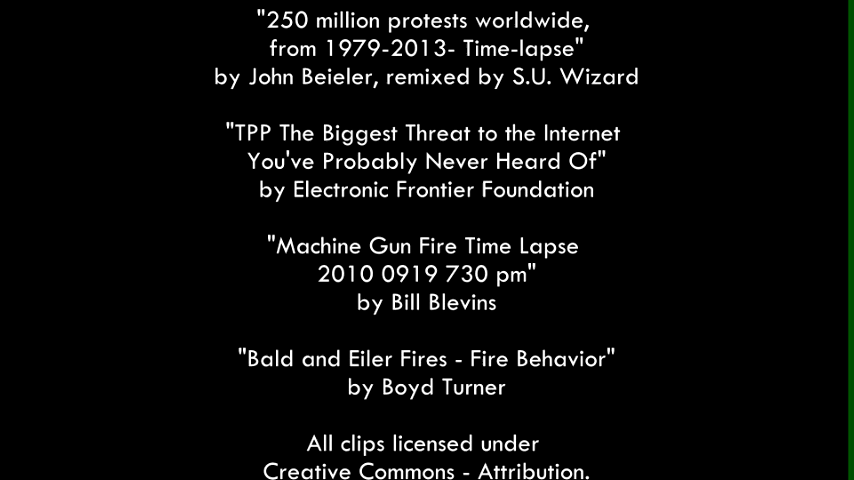 "250 million protests worldwide,
from 1979-2013- Time-lapse"
by John Beieler, remixed by S.U. Wizard
"TPP The Biggest Threat to the Internet
You've Probably Never Heard Of"
by Electronic Frontier Foundation
"Machine Gun Fire Time Lapse
2010 0919 730 pm"
by Bill Blevins
"Bald and Eiler Fires - Fire Behavior"
by Boyd Turner
All clips licensed under
Creative Commons - Attribution.